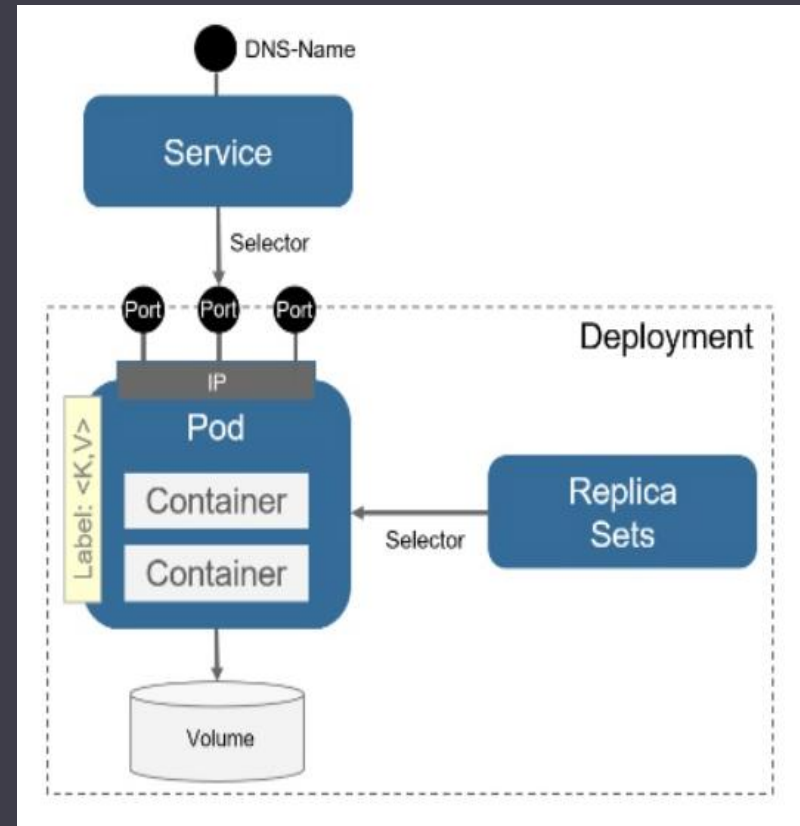 DNS-Name
Service
Selector
Port Port Port
Deployment
IP
Pod
Label: <K,V>
Container
Container
Selector
Replica
Sets
Volume